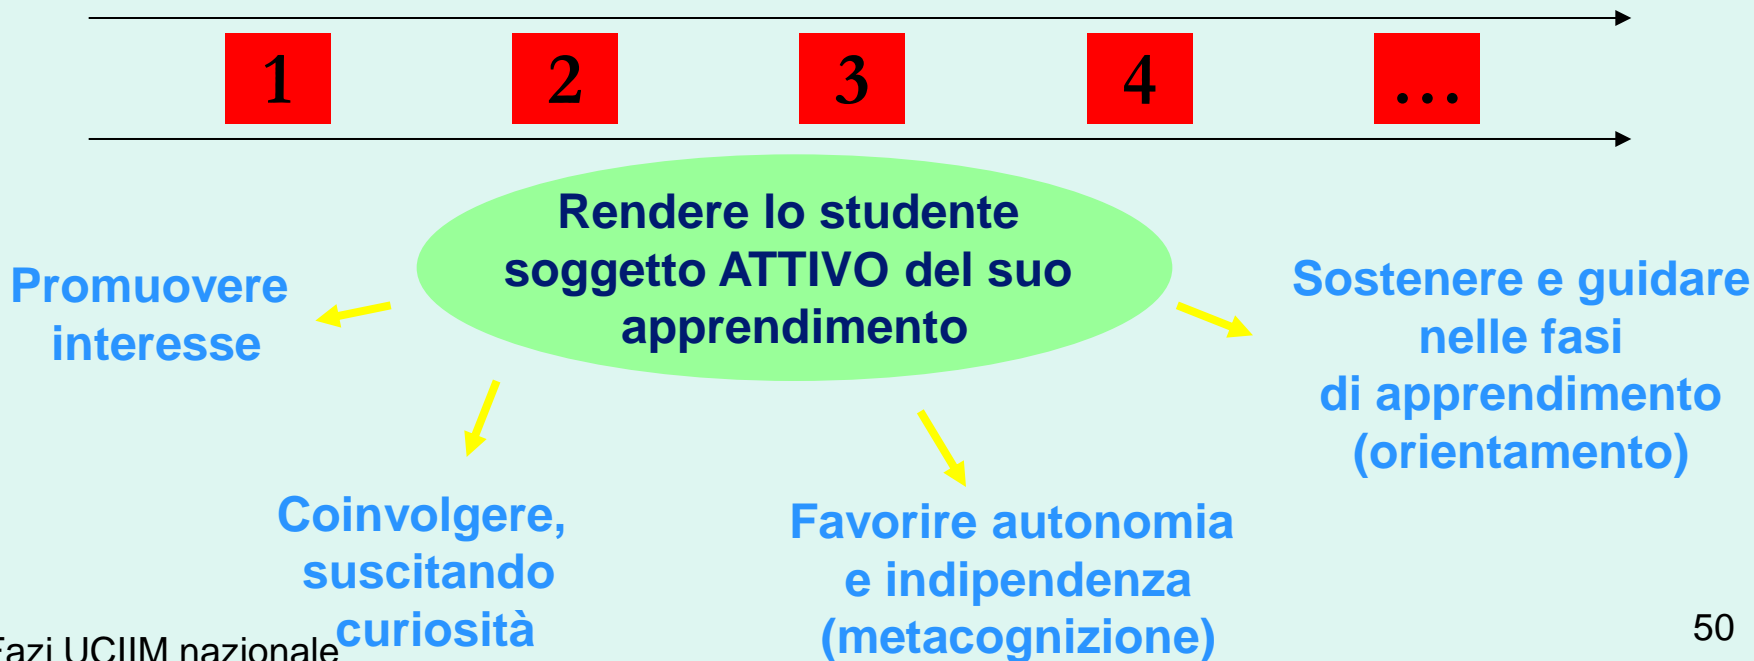 1 2 3 4 …
Rendere lo studente
soggetto ATTIVO del suo
apprendimento
Promuovere
interesse
Sostenere e guidare
nelle fasi
di apprendimento
(orientamento)
Coinvolgere,
suscitando
curiosità
Favorire autonomia
e indipendenza
(metacognizione)
Fazi UCIIM nazionale
50